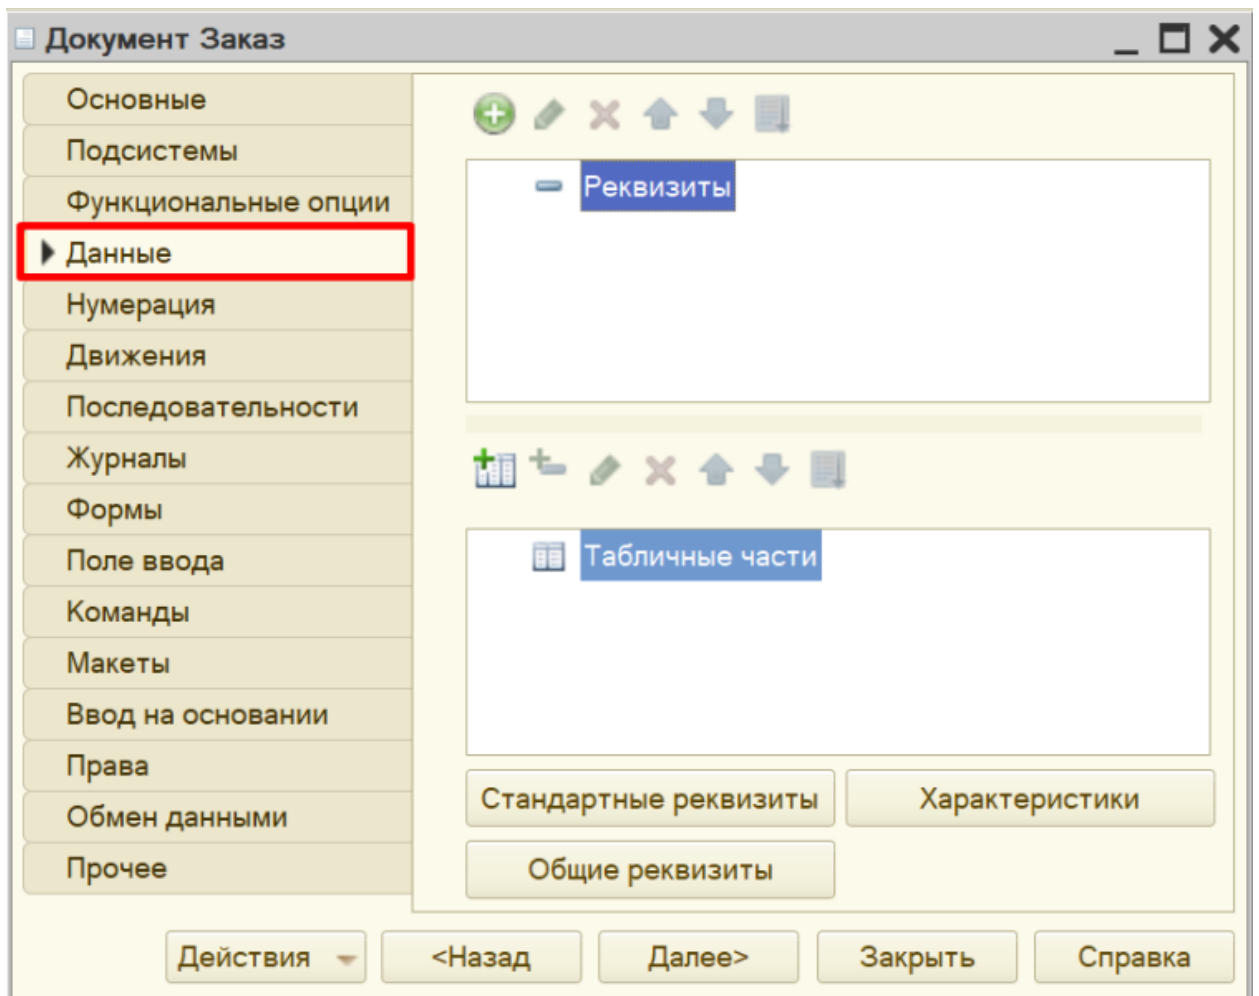 Документ Заказ
Основные
Подсистемы
Функциональные опции
Данные
Нумерация
Движения
Последовательности
Журналы
Формы
Поле ввода
Команды
Макеты
Ввод на основании
Права
Обмен данными
Прочее
Реквизиты
Табличные части
Стандартные реквизиты
Характеристики
Общие реквизиты
Действия
<Назад
Далее>
Закрыть
Справка